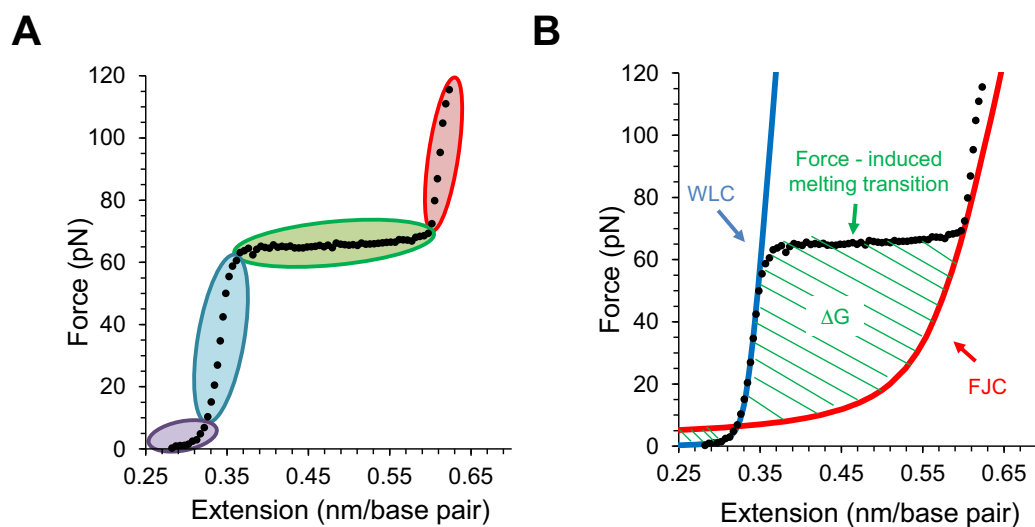 A
Force (pN)
120
100
80
60
40
20
0
0.25
0.35
0.45
0.55
0.65
Extension (nm/base pair)
B
Force (pN)
120
100
80
60
40
20
0
WLC
Force - induced
melting transition
ΔG
FJC
0.25
0.35
0.45
0.55
0.65
Extension (nm/base pair)